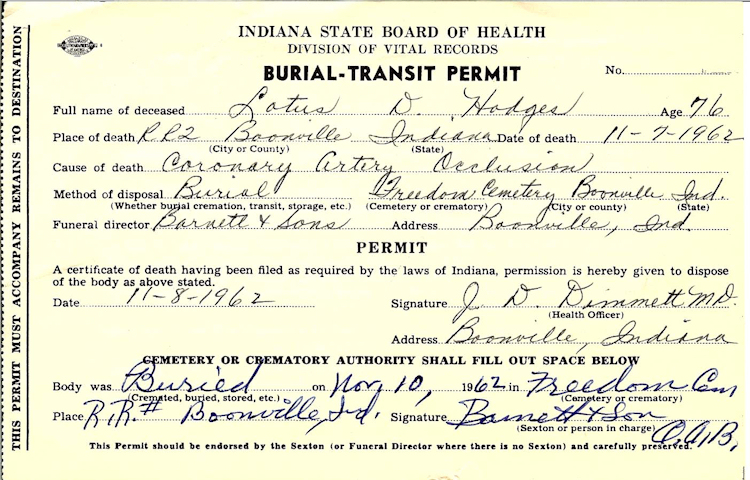 INDIANA STATE BOARD OF HEALTH
DIVISION OF VITAL RECORDS
BURIAL-TRANSIT PERMIT
No.
Full name of deceased Lotus D. Hodges Age 76
Place of death R.R.2 Boonville Indiana Date of death 11-7-1962
(City or County) (State)
Cause of death Coronary Artery Occlusion
Method of disposal Burial Freedom Cemetery Boonville Ind.
(Whether burial cremation, transit, storage, etc.) (Cemetery or crematory) (City or county) (State)
Funeral director Barnett & Sons Address Boonville, Ind.
PERMIT
A certificate of death having been filed as required by the laws of Indiana, permission is hereby given to dispose
of the body as above stated.
Date 11-8-1962 Signature J. D. Dimmett M.D.
(Health Officer)
Address Boonville, Indiana
CEMETERY OR CREMATORY AUTHORITY SHALL FILL OUT SPACE BELOW
Body was Buried on Nov, 10, 1962 in Freedom Cem
(Cremated, buried, stored, etc.) (Cemetery or crematory)
Place R.R.# Boonville, Ind. Signature Barnett & Son
(Sexton or person in charge) O.A.B.
This Permit should be endorsed by the Sexton (or Funeral Director where there is no Sexton) and carefully preserved.
THIS PERMIT MUST ACCOMPANY REMAINS TO DESTINATION